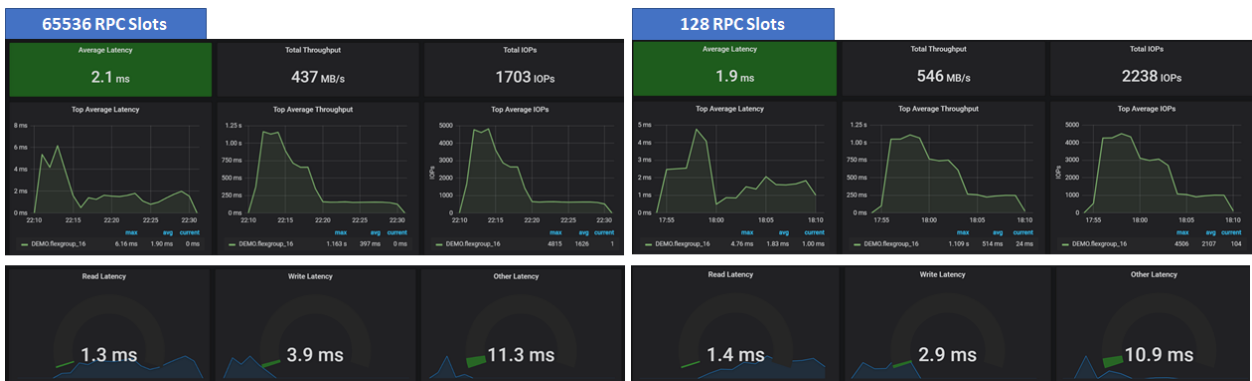 65536 RPC Slots
Average Latency
2.1 ms
Total Throughput
437 MB/s
Total IOPs
1703 IOPs
Top Average Latency
8 ms
6 ms
4 ms
2 ms
0 ms
22:10 22:15 22:20 22:25 22:30
max avg current
DEMO.flexgroup_16 6.16 ms 1.90 ms 0 ms
Top Average Throughput
1.25 s
1.00 s
750 ms
500 ms
250 ms
0 ms
22:10 22:15 22:20 22:25 22:30
max avg current
DEMO.flexgroup_16 1.163 s 397 ms 0 ms
Top Average IOPs
IOPs
5000
4000
3000
2000
1000
0
22:10 22:15 22:20 22:25 22:30
max avg current
DEMO.flexgroup_16 4815 1626 1
Read Latency
1.3 ms
Write Latency
3.9 ms
Other Latency
11.3 ms
128 RPC Slots
Average Latency
1.9 ms
Total Throughput
546 MB/s
Total IOPs
2238 IOPs
Top Average Latency
5 ms
4 ms
3 ms
2 ms
1 ms
0 ms
17:55 18:00 18:05 18:10
max avg current
DEMO.flexgroup_16 4.76 ms 1.83 ms 1.00 ms
Top Average Throughput
1.25 s
1.00 s
750 ms
500 ms
250 ms
0 ms
17:55 18:00 18:05 18:10
max avg current
DEMO.flexgroup_16 1.109 s 514 ms 24 ms
Top Average IOPs
IOPs
5000
4000
3000
2000
1000
0
17:55 18:00 18:05 18:10
max avg current
DEMO.flexgroup_16 4506 2107 104
Read Latency
1.4 ms
Write Latency
2.9 ms
Other Latency
10.9 ms